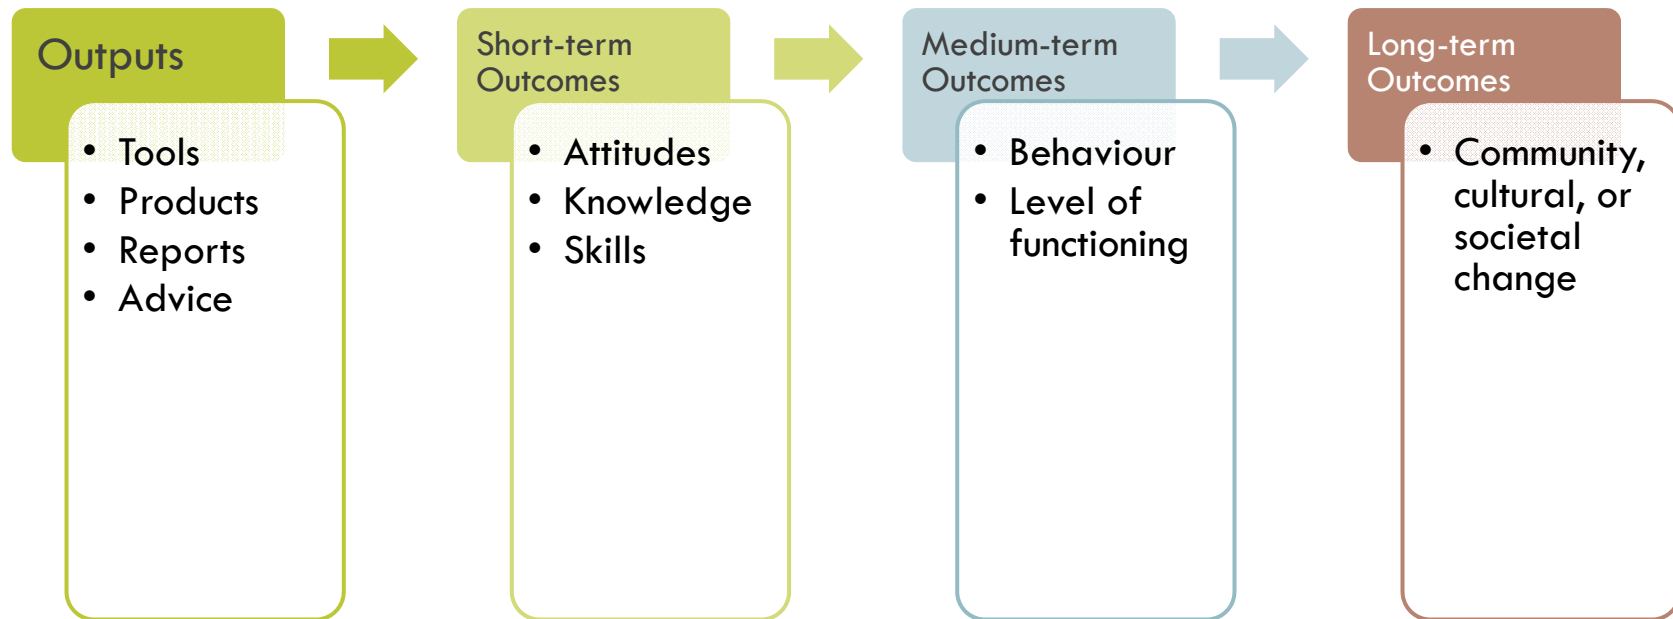 Outputs
• Tools
• Products
• Reports
• Advice
Short-term
Outcomes
• Attitudes
• Knowledge
• Skills
Medium-term
Outcomes
• Behaviour
• Level of
functioning
Long-term
Outcomes
• Community,
cultural, or
societal
change